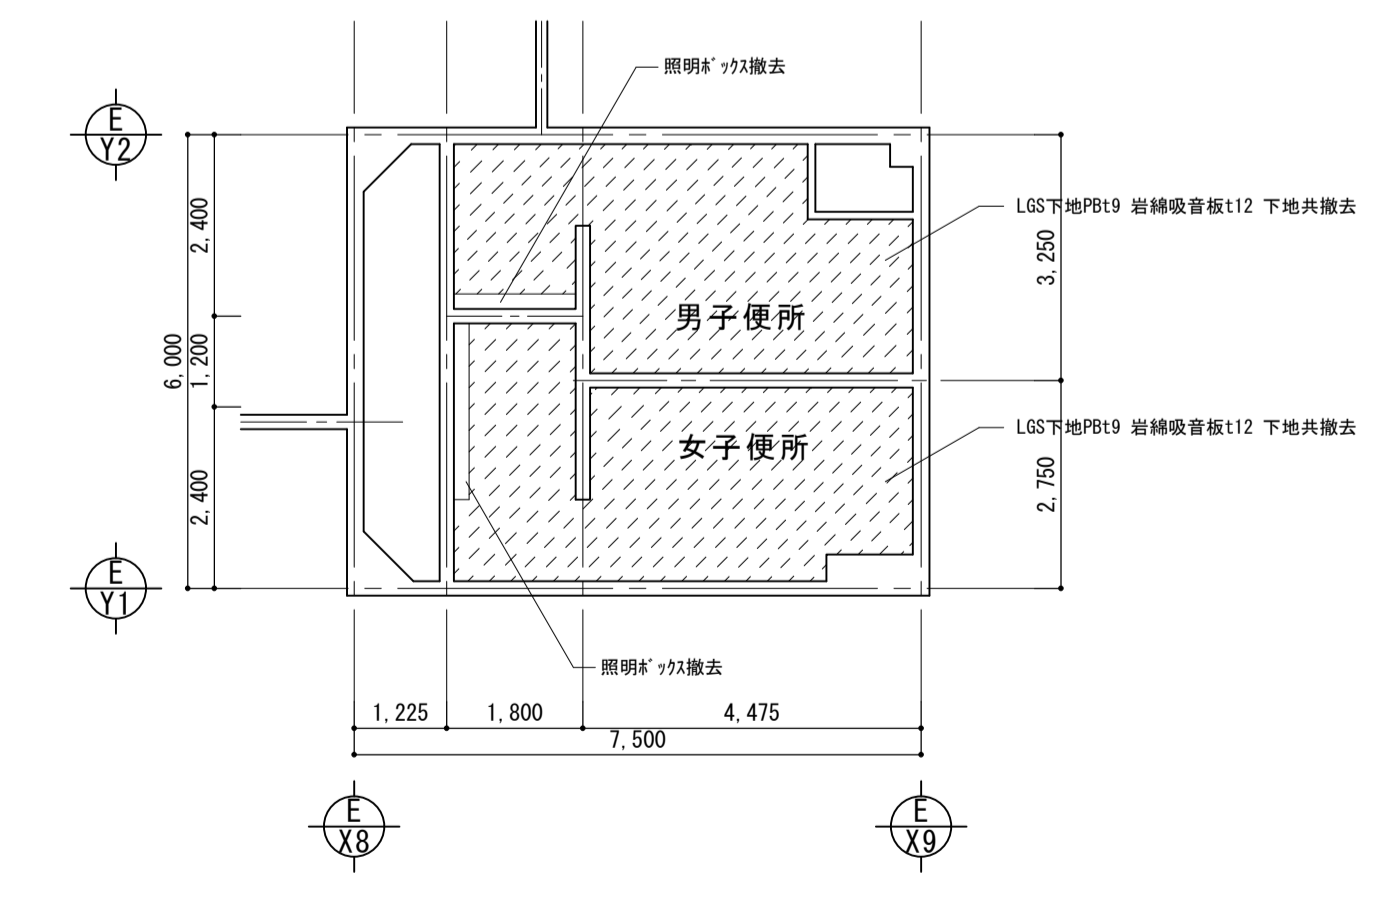 照明ﾎﾞｯｸｽ撤去
E
Y2
2,400
LGS下地PBt9 岩綿吸音板t12 下地共撤去
3,250
男子便所
6,000
1,200
LGS下地PBt9 岩綿吸音板t12 下地共撤去
女子便所
2,400
2,750
E
Y1
照明ﾎﾞｯｸｽ撤去
1,225
1,800
4,475
7,500
E
X8
E
X9